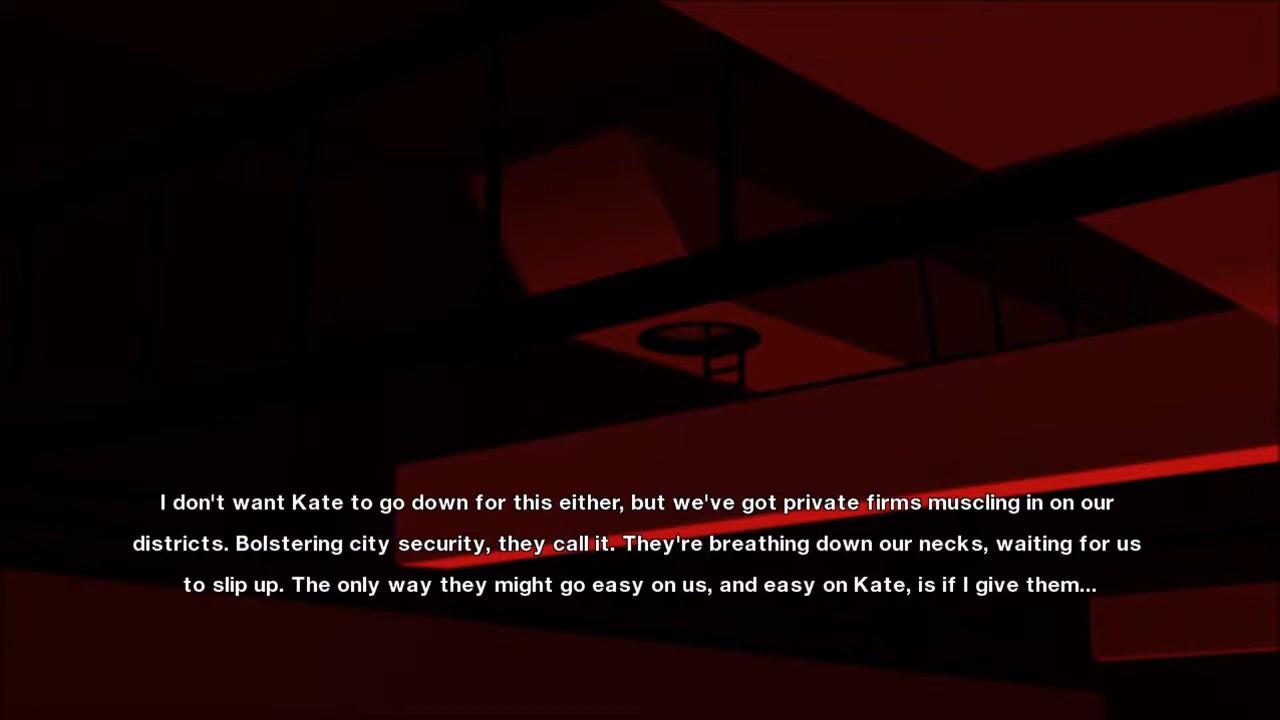 I don't want Kate to go down for this either, but we've got private firms muscling in on our
districts. Bolstering city security, they call it. They're breathing down our necks, waiting for us
to slip up. The only way they might go easy on us, and easy on Kate, is if I give them...